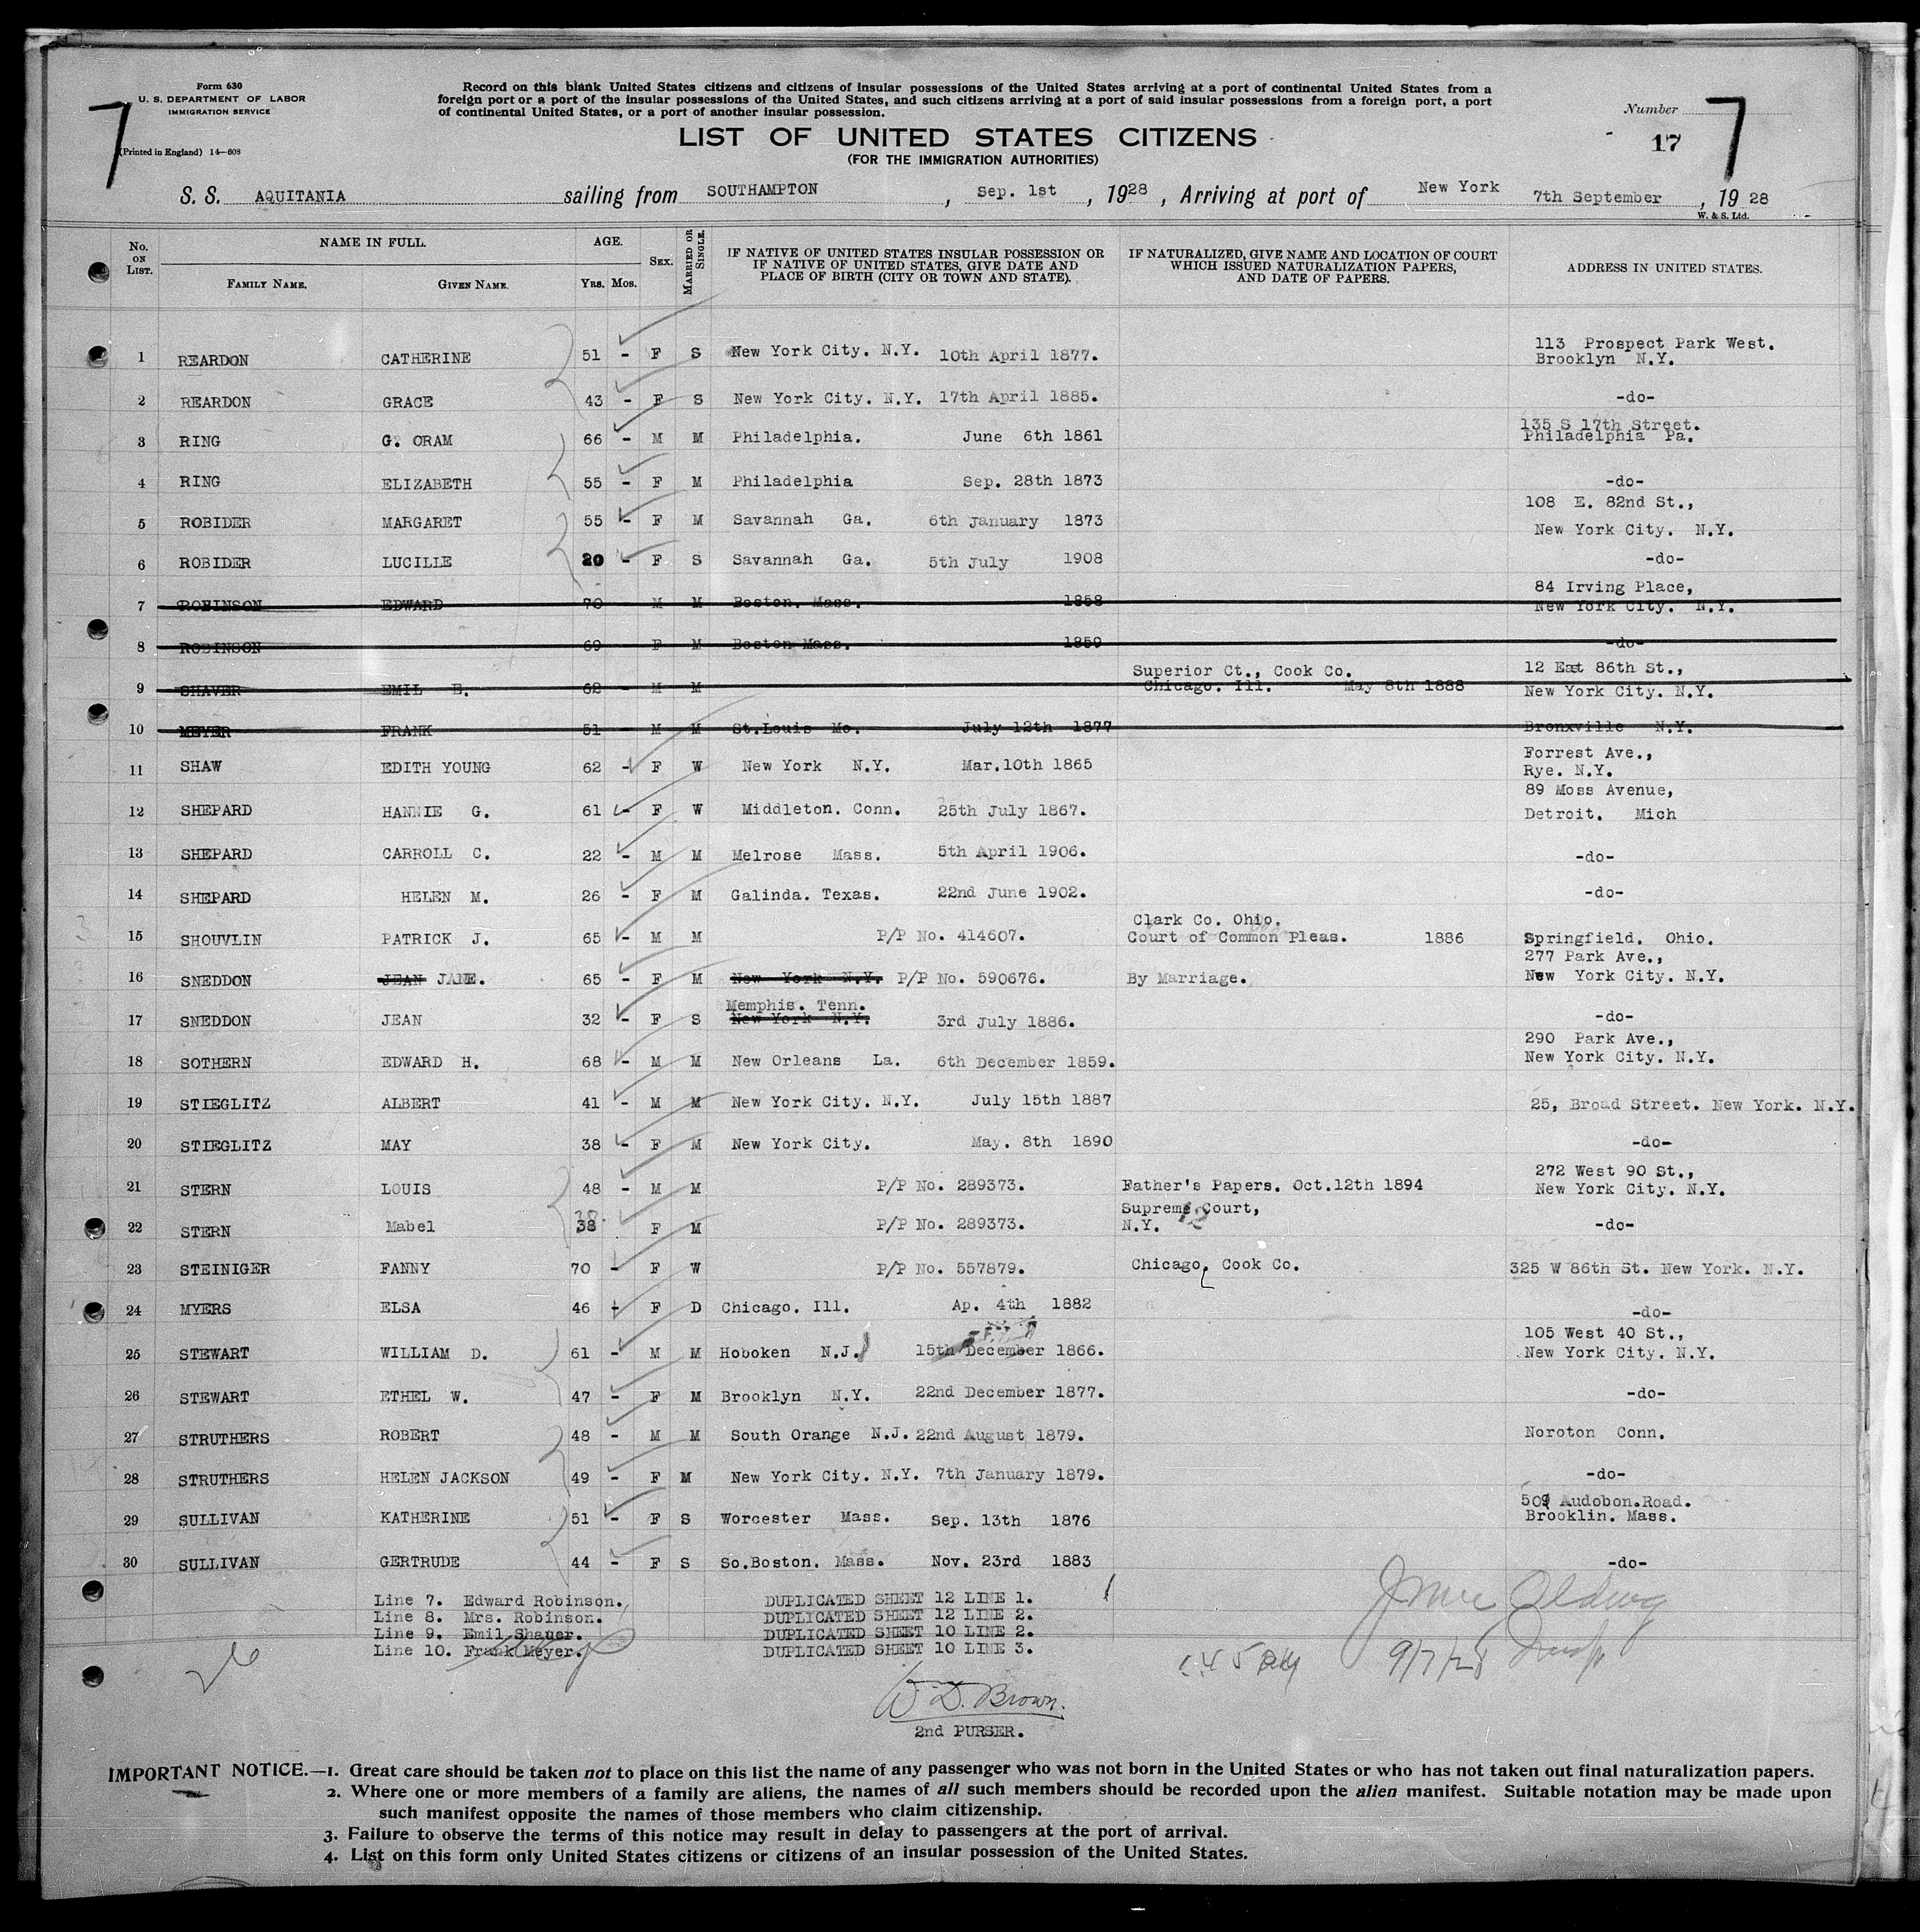 Form 630
U. S. DEPARTMENT OF LABOR
IMMIGRATION SERVICE
(Printed in England) 14—608
7
Record on this blank United States citizens and citizens of insular possessions of the United States arriving at a port of continental United States from a
foreign port or a port of the insular possessions of the United States, and such citizens arriving at a port of said insular possessions from a foreign port, a port
of continental United States, or a port of another insular possession.
LIST OF UNITED STATES CITIZENS
(FOR THE IMMIGRATION AUTHORITIES)
Number
7
17
S. S. AQUITANIA sailing from SOUTHAMPTON, Sep. 1st, 1928, Arriving at port of New York 7th September, 1928
W. & S. Ltd.
No. ON LIST. NAME IN FULL. AGE. SEX. MARRIED OR SINGLE. IF NATIVE OF UNITED STATES INSULAR POSSESSION OR IF NATIVE OF UNITED STATES, GIVE DATE AND PLACE OF BIRTH (CITY OR TOWN AND STATE). IF NATURALIZED, GIVE NAME AND LOCATION OF COURT WHICH ISSUED NATURALIZATION PAPERS, AND DATE OF PAPERS. ADDRESS IN UNITED STATES.
FAMILY NAME. GIVEN NAME. YRS. MOS.
1 REARDON CATHERINE 51 - F S New York City. N.Y. 10th April 1877. 113 Prospect Park West. Brooklyn N.Y.
2 REARDON GRACE 43 - F S New York City. N.Y. 17th April 1885. -do-
3 RING G. ORAM 66 - M M Philadelphia. June 6th 1861 135 S 17th Street. Philadelphia Pa.
4 RING ELIZABETH 55 - F M Philadelphia Sep. 28th 1873 -do-
5 ROBIDER MARGARET 55 - F M Savannah Ga. 6th January 1873 108 E. 82nd St., New York City. N.Y.
6 ROBIDER LUCILLE 20 - F S Savannah Ga. 5th July 1908 -do-
7 ROBINSON EDWARD 70 M M Boston. Mass. 1858 84 Irving Place, New York City. N.Y.
8 ROBINSON 69 F M Boston Mass. 1859 -do-
9 SHAVER EMIL B. 62 - M M Superior Ct., Cook Co. Chicago. Ill. May 8th 1888 12 East 86th St., New York City. N.Y.
10 MEYER FRANK 51 M M St.Louis Mo. July 12th 1877 Bronxville N.Y.
11 SHAW EDITH YOUNG 62 - F W New York N.Y. Mar.10th 1865 Forrest Ave., Rye. N.Y.
12 SHEPARD HANNIE G. 61 - F W Middleton. Conn. 25th July 1867. 89 Moss Avenue, Detroit. Mich
13 SHEPARD CARROLL C. 22 - M M Melrose Mass. 5th April 1906. -do-
14 SHEPARD HELEN M. 26 - F M Galinda. Texas. 22nd June 1902. -do-
15 SHOUVLIN PATRICK J. 65 - M M P/P No. 414607. Clark Co. Ohio. Court of Common Pleas. 1886 Springfield. Ohio.
16 SNEDDON JEAN JANE. 65 - F M New York N.Y. P/P No. 590676. By Marriage. 277 Park Ave., New York City. N.Y.
17 SNEDDON JEAN 32 - F S Memphis. Tenn. New York N.Y. 3rd July 1886. -do-
18 SOTHERN EDWARD H. 68 - M M New Orleans La. 6th December 1859. 290 Park Ave., New York City. N.Y.
19 STIEGLITZ ALBERT 41 - M M New York City. N.Y. July 15th 1887 25, Broad Street. New York. N.Y.
20 STIEGLITZ MAY 38 - F M New York City. May. 8th 1890 -do-
21 STERN LOUIS 48 - M M P/P No. 289373. Father's Papers. Oct.12th 1894 272 West 90 St., New York City. N.Y.
22 STERN Mabel 38 38 F M P/P No. 289373. Supreme Court, N.Y. 12 -do-
23 STEINIGER FANNY 70 - F W P/P No. 557879. Chicago, Cook Co. 325 W 86th St. New York. N.Y.
24 MYERS ELSA 46 - F D Chicago. Ill. Ap. 4th 1882 -do-
25 STEWART WILLIAM D. 61 - M M Hoboken N.J. 15th December 1866. 105 West 40 St., New York City. N.Y.
26 STEWART ETHEL W. 47 - F M Brooklyn N.Y. 22nd December 1877. -do-
27 STRUTHERS ROBERT 48 - M M South Orange N.J. 22nd August 1879. Noroton Conn.
28 STRUTHERS HELEN JACKSON 49 - F M New York City. N.Y. 7th January 1879. -do-
29 SULLIVAN KATHERINE 51 - F S Worcester Mass. Sep. 13th 1876 509 Audobon.Road. Brooklin. Mass.
30 SULLIVAN GERTRUDE 44 - F S So.Boston. Mass. Nov. 23rd 1883 -do-
Line 7. Edward Robinson. DUPLICATED SHEET 12 LINE 1.
Line 8. Mrs. Robinson. DUPLICATED SHEET 12 LINE 2.
Line 9. Emil Shauer. DUPLICATED SHEET 10 LINE 2.
Line 10. Frank Meyer. DUPLICATED SHEET 10 LINE 3.
26
9/7/28
W. D. Brown.
2nd PURSER.
IMPORTANT NOTICE.—1. Great care should be taken not to place on this list the name of any passenger who was not born in the United States or who has not taken out final naturalization papers.
2. Where one or more members of a family are aliens, the names of all such members should be recorded upon the alien manifest. Suitable notation may be made upon
such manifest opposite the names of those members who claim citizenship.
3. Failure to observe the terms of this notice may result in delay to passengers at the port of arrival.
4. List on this form only United States citizens or citizens of an insular possession of the United States.